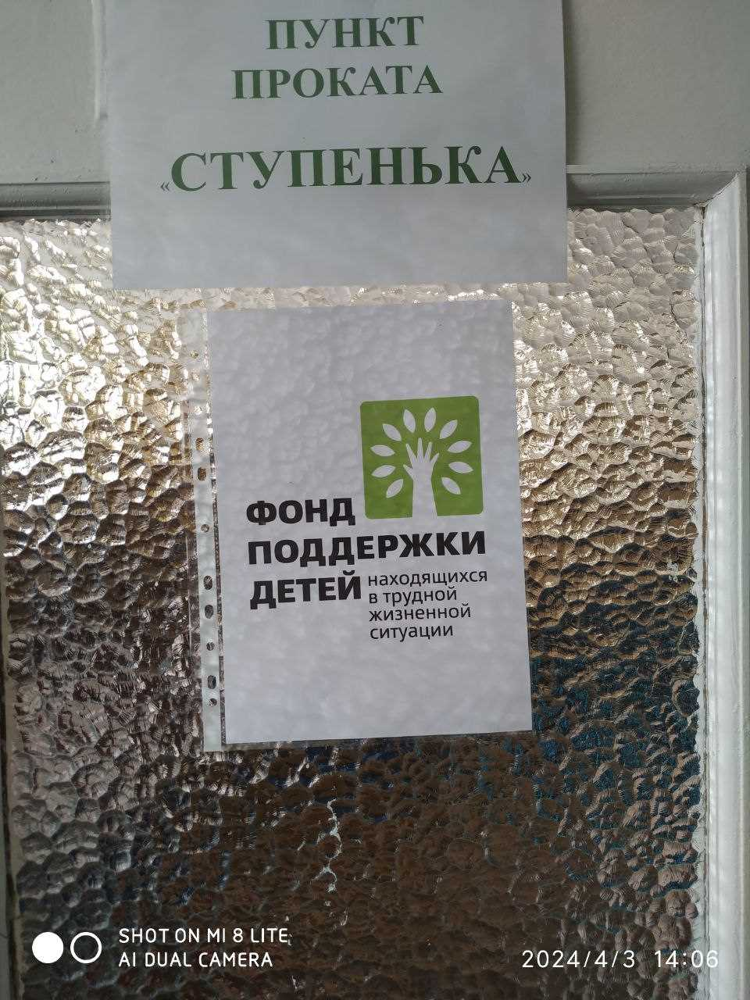 ПУНКТ
ПРОКАТА
«СТУПЕНЬКА»
ФОНД
ПОДДЕРЖКИ
ДЕТЕЙ
находящихся
в трудной
жизненной
ситуации
SHOT ON MI 8 LITE
AI DUAL CAMERA
2024/4/3 14:06